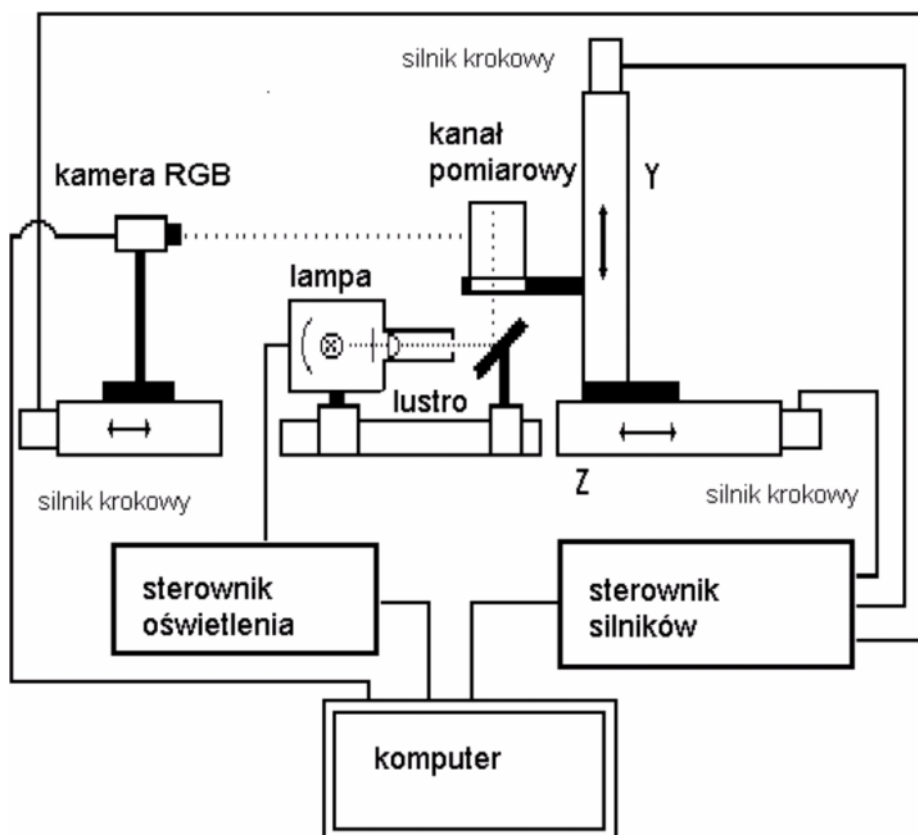 silnik krokowy
kanał
pomiarowy
kamera RGB
Y
lampa
lustro
Z
silnik krokowy
silnik krokowy
sterownik
oświetlenia
sterownik
silników
komputer